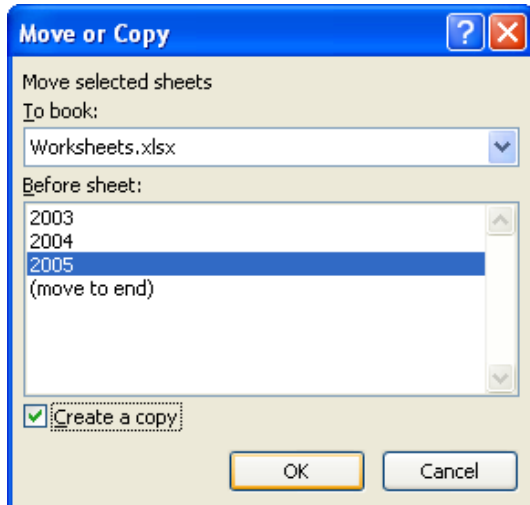 Move or Copy
Move selected sheets
To book:
Worksheets.xlsx
Before sheet:
2003
2004
2005
(move to end)
Create a copy
OK Cancel